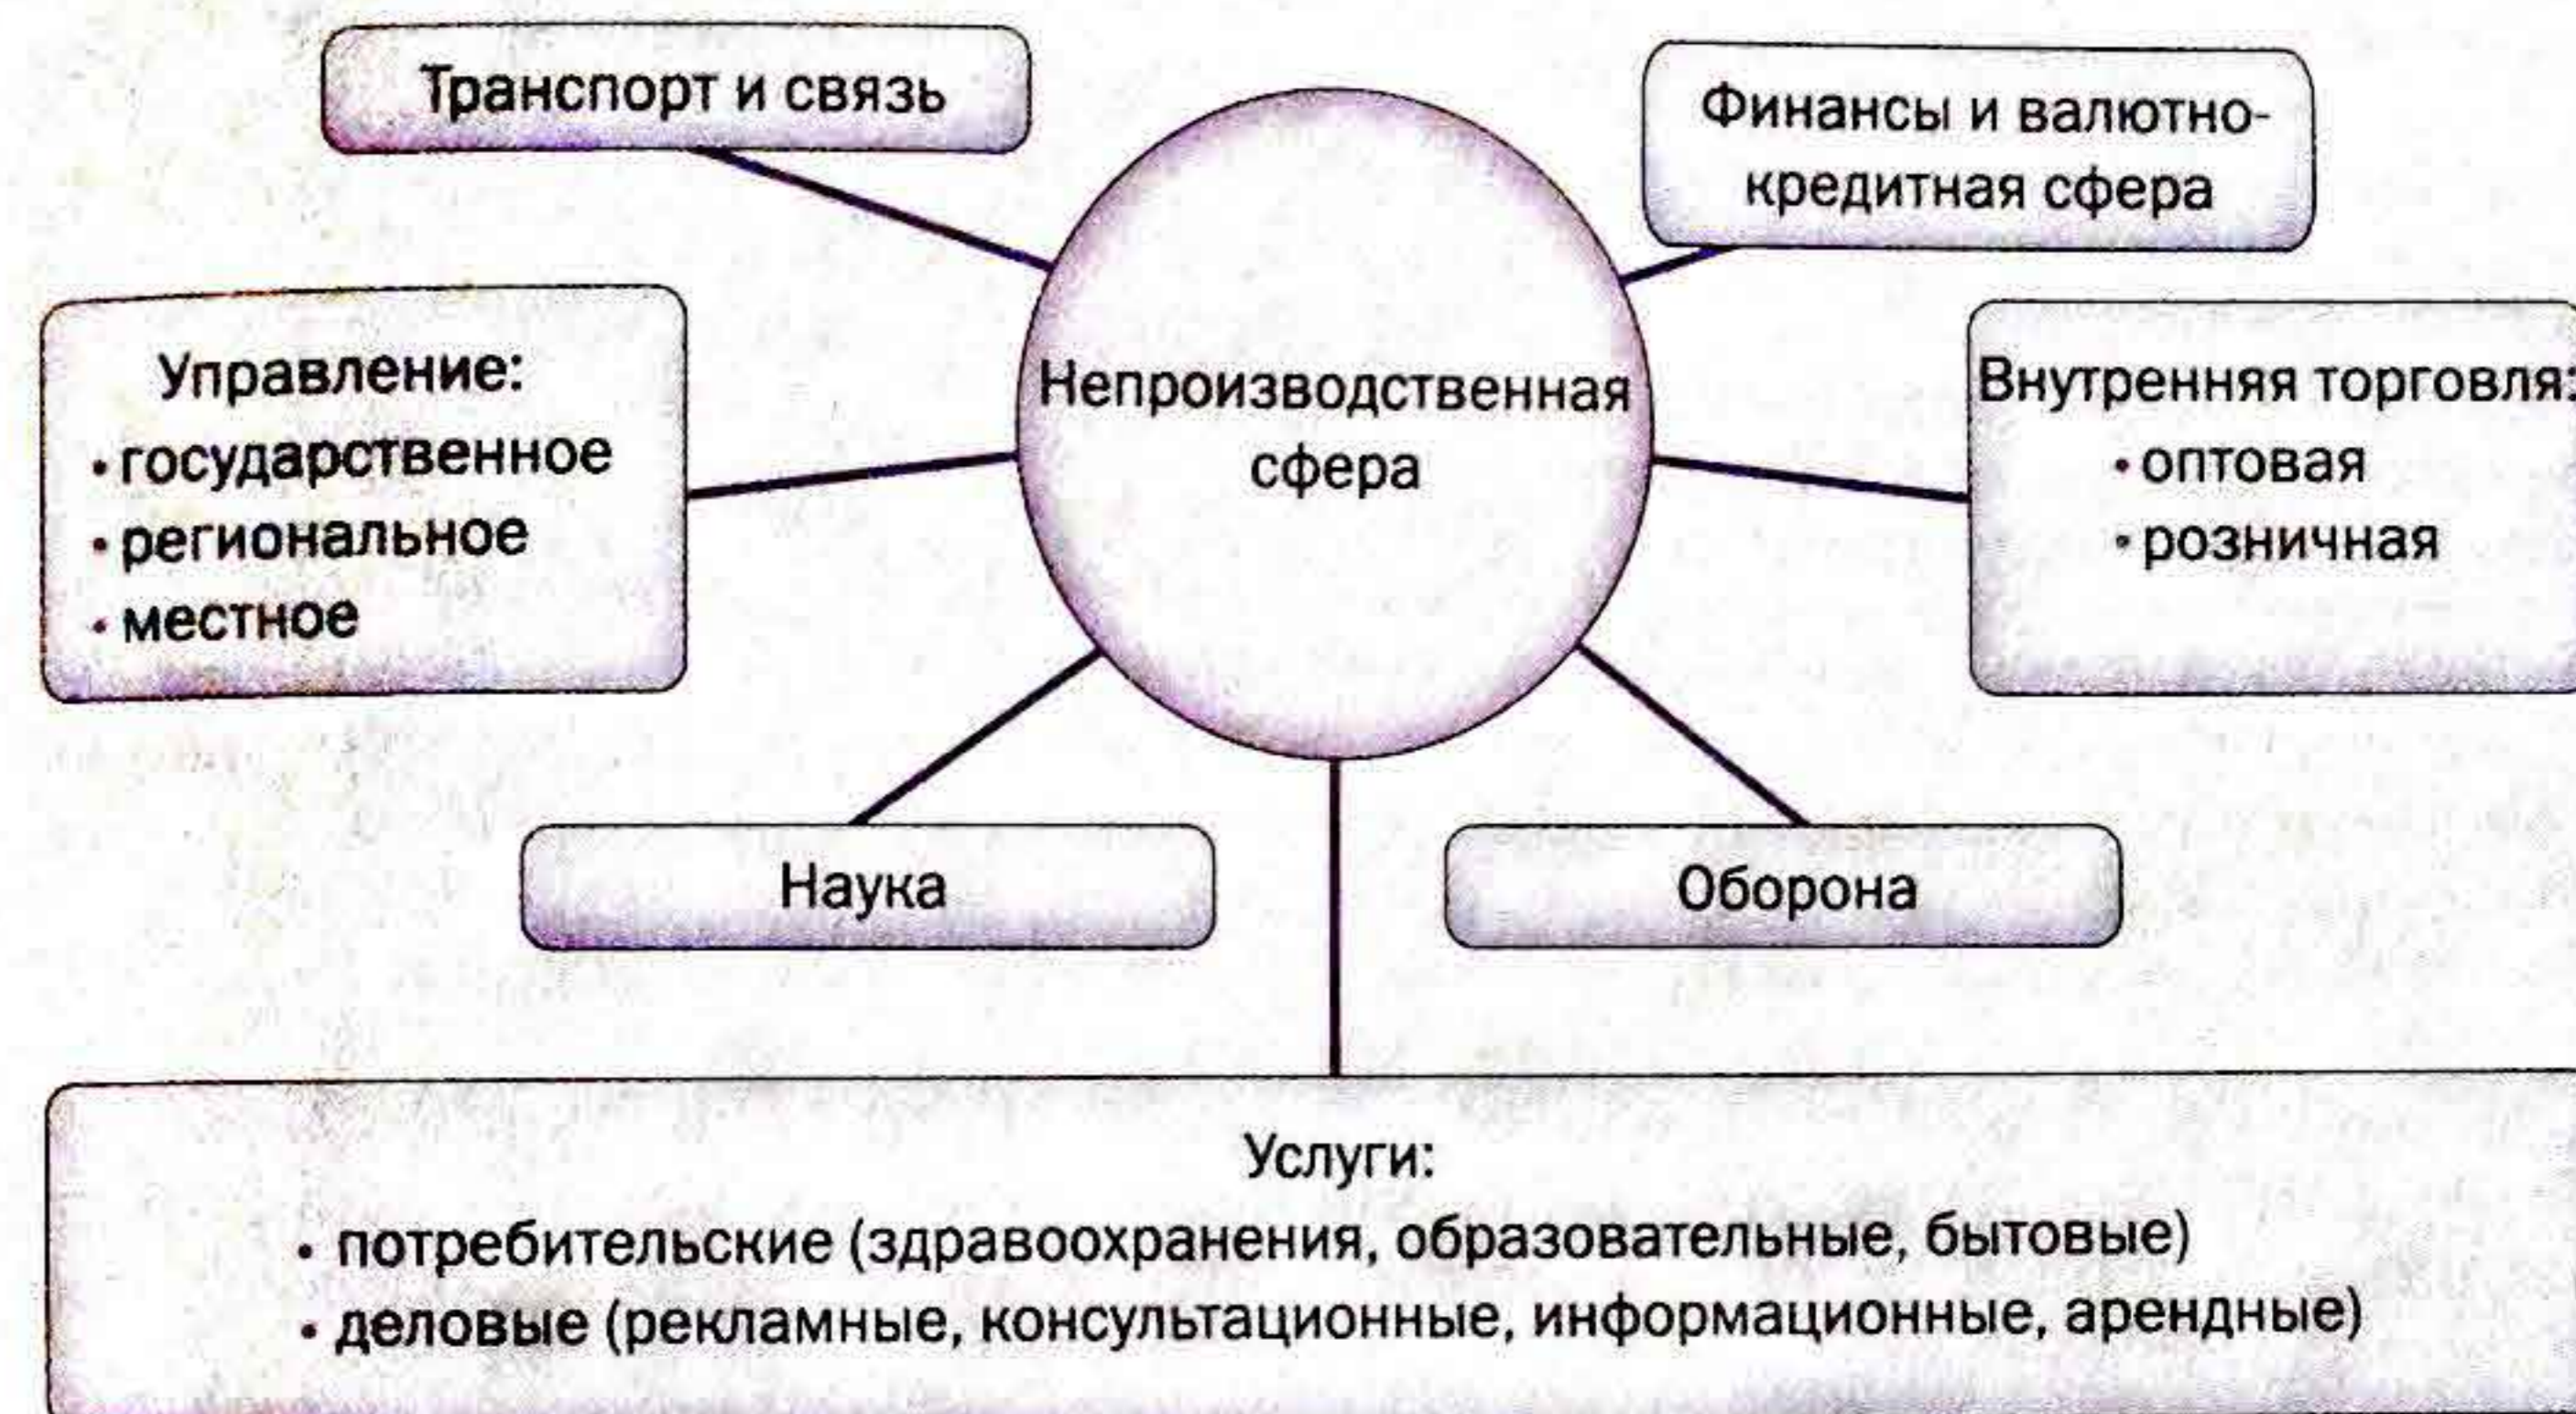 Транспорт и связь
Финансы и валютно-
кредитная сфера
Управление:
• государственное
• региональное
• местное
Непроизводственная
сфера
Внутренняя торговля:
• оптовая
• розничная
Наука
Оборона
Услуги:
• потребительские (здравоохранения, образовательные, бытовые)
• деловые (рекламные, консультационные, информационные, арендные)